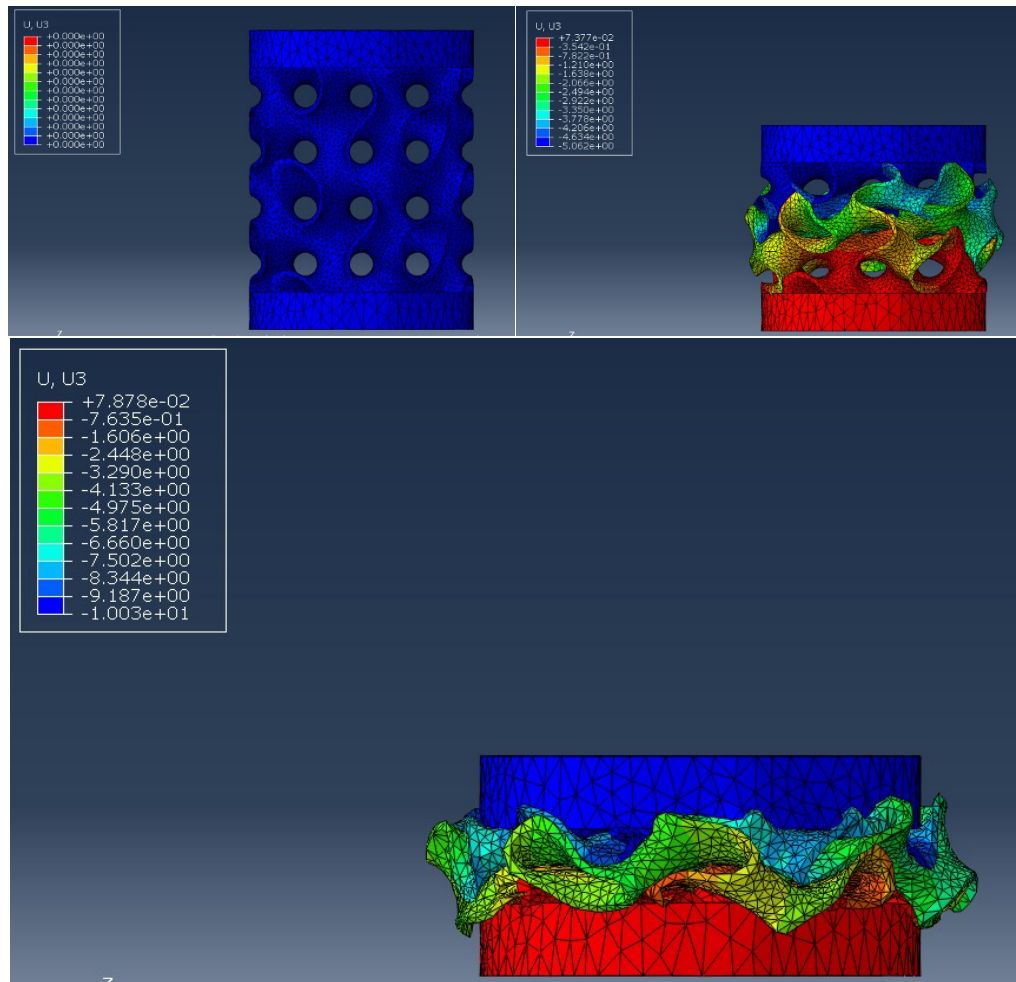 U, U3
+0.000e+00
+0.000e+00
+0.000e+00
+0.000e+00
+0.000e+00
+0.000e+00
+0.000e+00
+0.000e+00
+0.000e+00
+0.000e+00
+0.000e+00
+0.000e+00
+0.000e+00
U, U3
+7.377e-02
-3.542e-01
-7.822e-01
-1.210e+00
-1.638e+00
-2.066e+00
-2.494e+00
-2.922e+00
-3.350e+00
-3.778e+00
-4.206e+00
-4.634e+00
-5.062e+00
U, U3
+7.878e-02
-7.635e-01
-1.606e+00
-2.448e+00
-3.290e+00
-4.133e+00
-4.975e+00
-5.817e+00
-6.660e+00
-7.502e+00
-8.344e+00
-9.187e+00
-1.003e+01